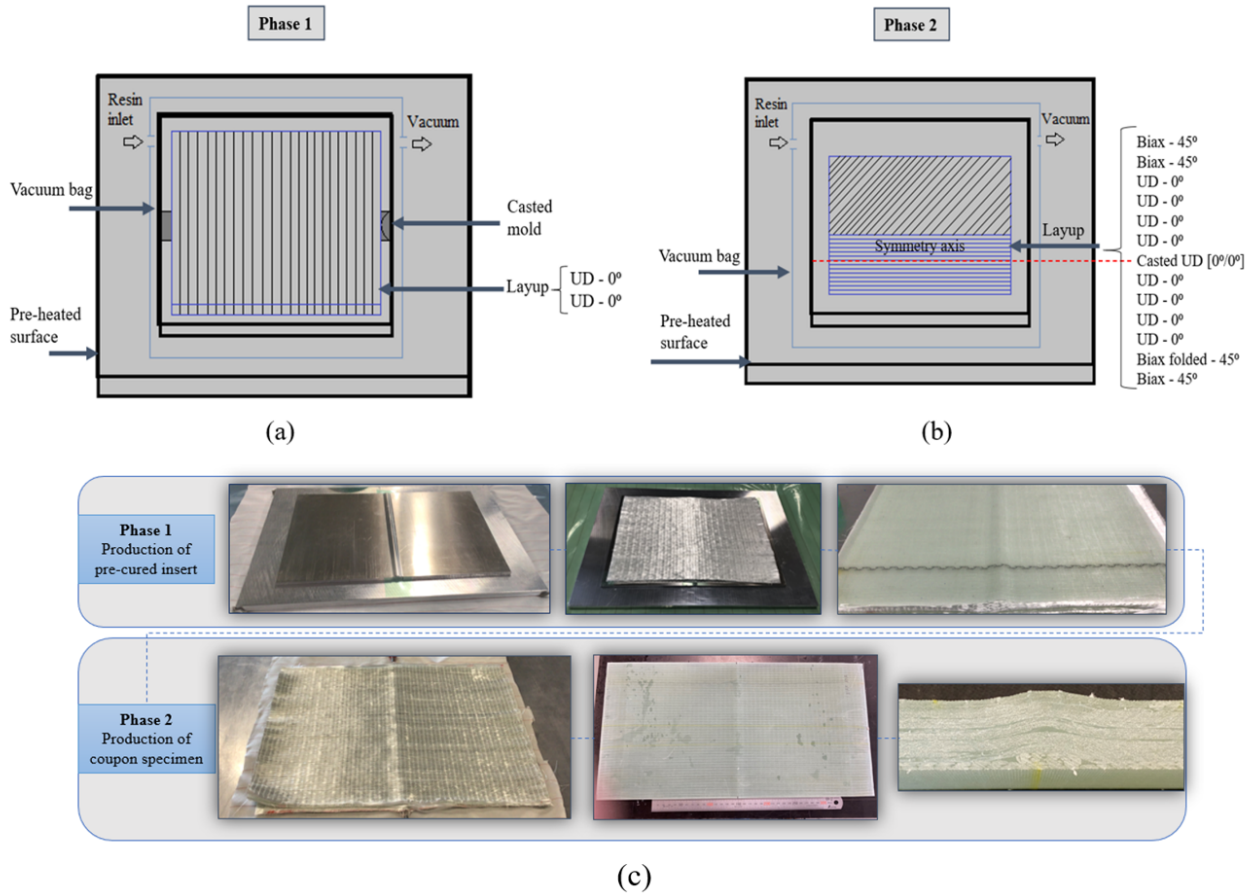 Phase 1
Resin
inlet
Vacuum
Vacuum bag
Casted
mold
Layup
UD - 0º
UD - 0º
Pre-heated
surface
(a)
Phase 2
Resin
inlet
Vacuum
Vacuum bag
Symmetry axis
Layup
Pre-heated
surface
Biax - 45º
Biax - 45º
UD - 0º
UD - 0º
UD - 0º
UD - 0º
Casted UD [0º/0º]
UD - 0º
UD - 0º
UD - 0º
UD - 0º
Biax folded - 45º
Biax - 45º
(b)
Phase 1
Production of
pre-cured insert
Phase 2
Production of
coupon specimen
(c)